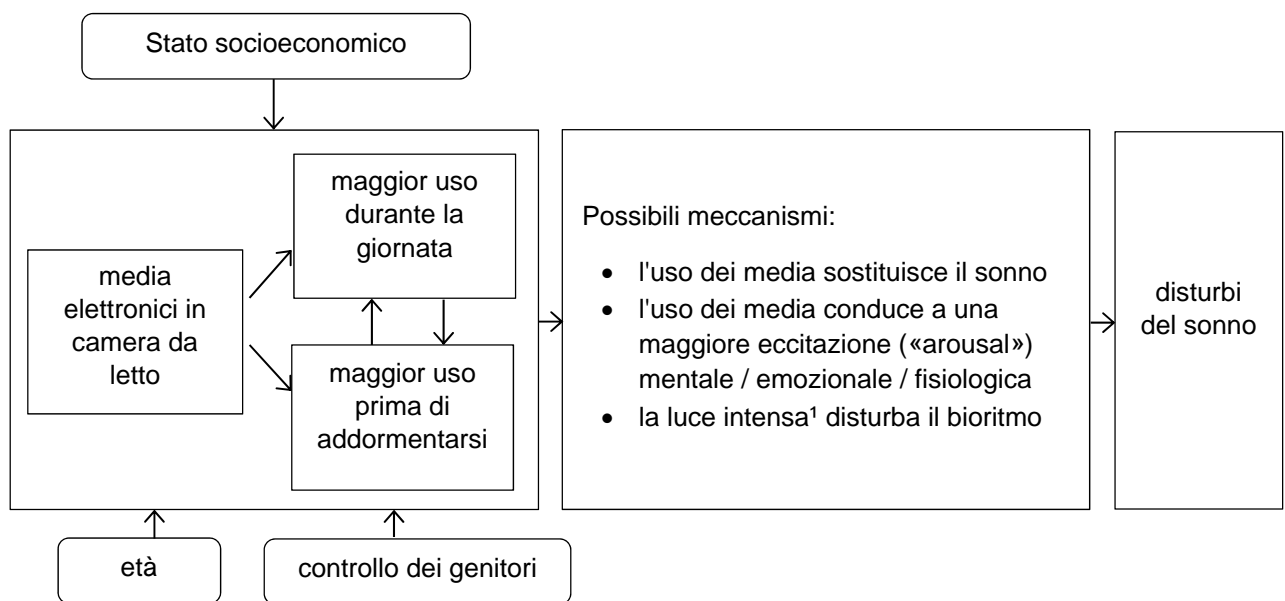 Stato socioeconomico
media
elettronici in
camera da
letto
maggior uso
durante la
giornata
maggior uso
prima di
addormentarsi
Possibili meccanismi:
• l'uso dei media sostituisce il sonno
• l'uso dei media conduce a una
maggiore eccitazione («arousal»)
mentale / emozionale / fisiologica
• la luce intensa¹ disturba il bioritmo
disturbi
del sonno
età
controllo dei genitori